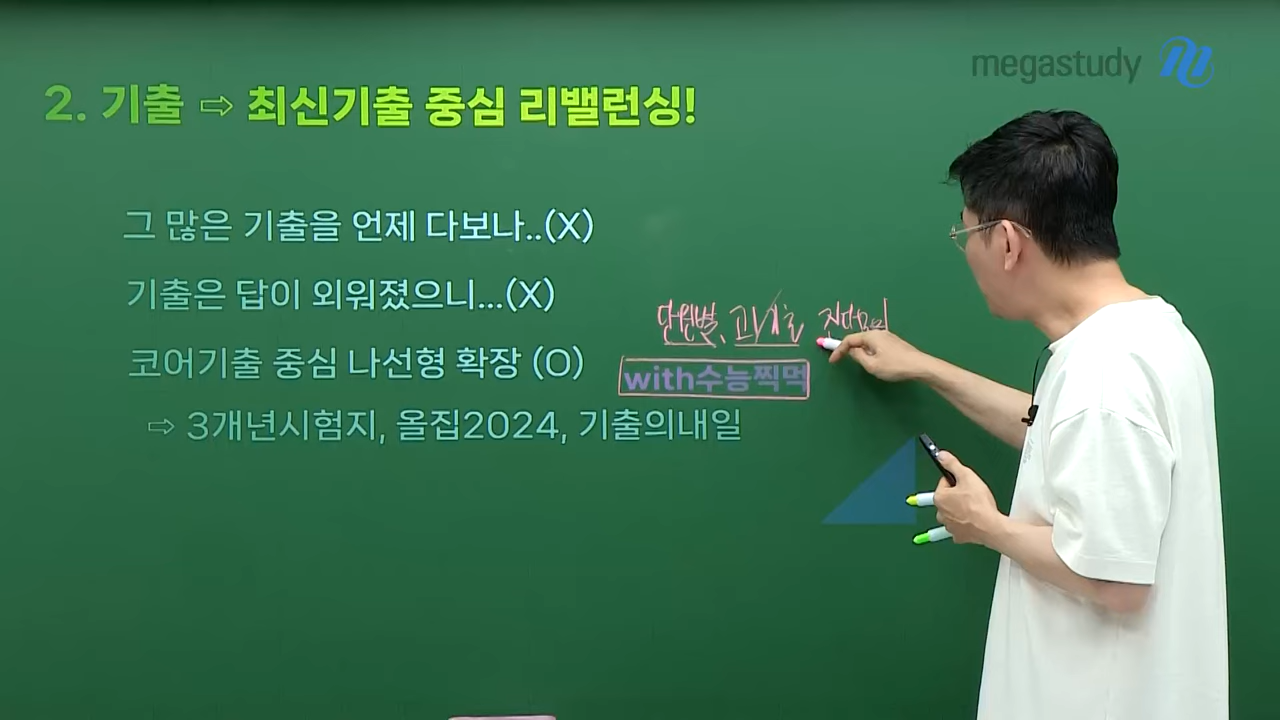 megastudy
2. 기출 ⇨ 최신기출 중심 리밸런싱!
그 많은 기출을 언제 다보나..(X)
기출은 답이 외워졌으니...(X)
단원별,
코어기출 중심 나선형 확장 (O)
with수능찍먹
⇨ 3개년시험지, 올집2024, 기출의내일